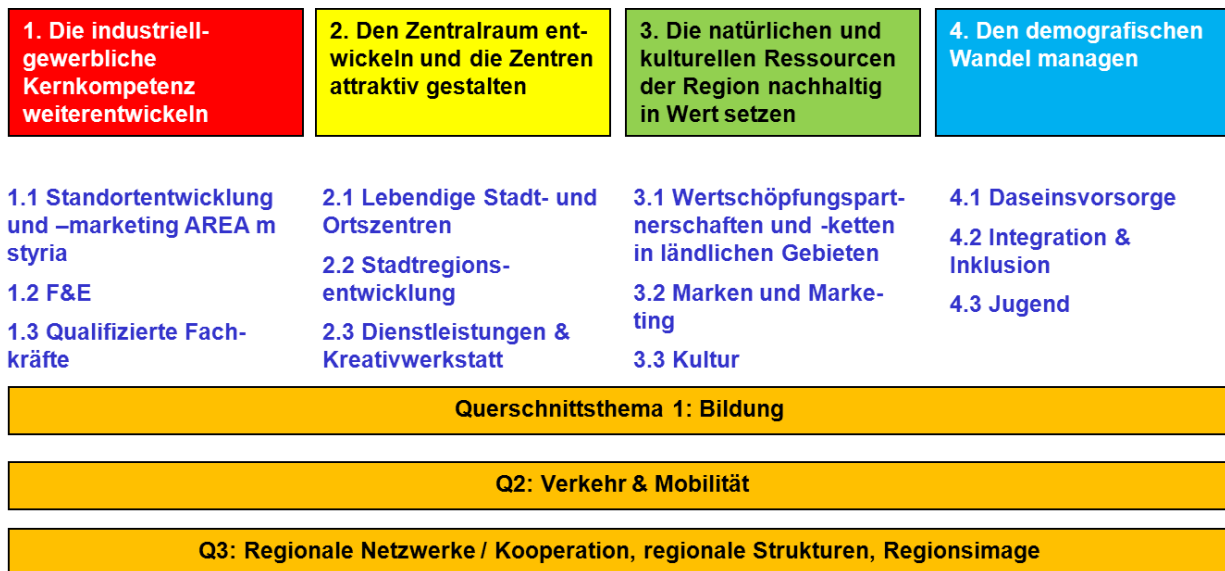 1. Die industriell-
gewerbliche
Kernkompetenz
weiterentwickeln
2. Den Zentralraum ent-
wickeln und die Zentren
attraktiv gestalten
3. Die natürlichen und
kulturellen Ressourcen
der Region nachhaltig
in Wert setzen
4. Den demografischen
Wandel managen
1.1 Standortentwicklung
und –marketing AREA m
styria
1.2 F&E
1.3 Qualifizierte Fach-
kräfte
2.1 Lebendige Stadt- und
Ortszentren
2.2 Stadtregions-
entwicklung
2.3 Dienstleistungen &
Kreativwerkstatt
3.1 Wertschöpfungspart-
nerschaften und -ketten
in ländlichen Gebieten
3.2 Marken und Marke-
ting
3.3 Kultur
4.1 Daseinsvorsorge
4.2 Integration &
Inklusion
4.3 Jugend
Querschnittsthema 1: Bildung
Q2: Verkehr & Mobilität
Q3: Regionale Netzwerke / Kooperation, regionale Strukturen, Regionsimage